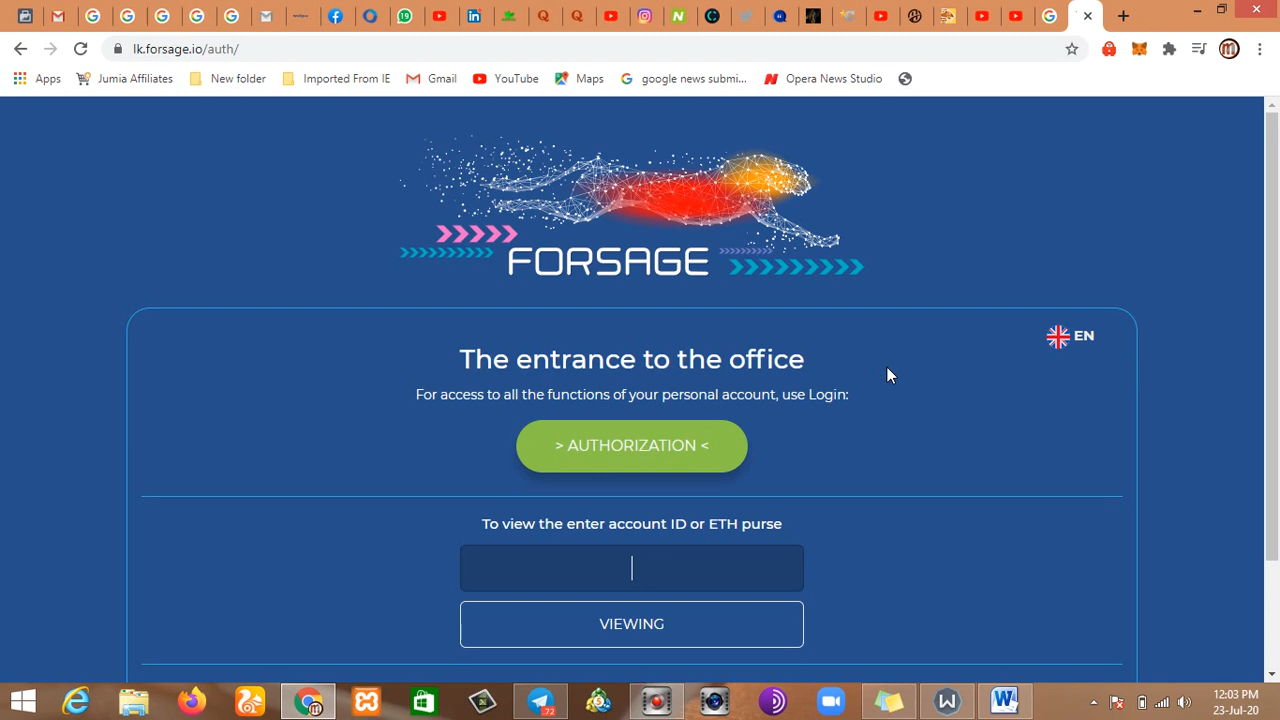 19
lk.forsage.io/auth/
Apps
Jumia Affiliates
New folder
Imported From IE
Gmail
YouTube
Maps
google news submi...
Opera News Studio
FORSAGE
EN
The entrance to the office
For access to all the functions of your personal account, use Login:
> AUTHORIZATION <
To view the enter account ID or ETH purse
VIEWING
72
12:03 PM
23-Jul-20